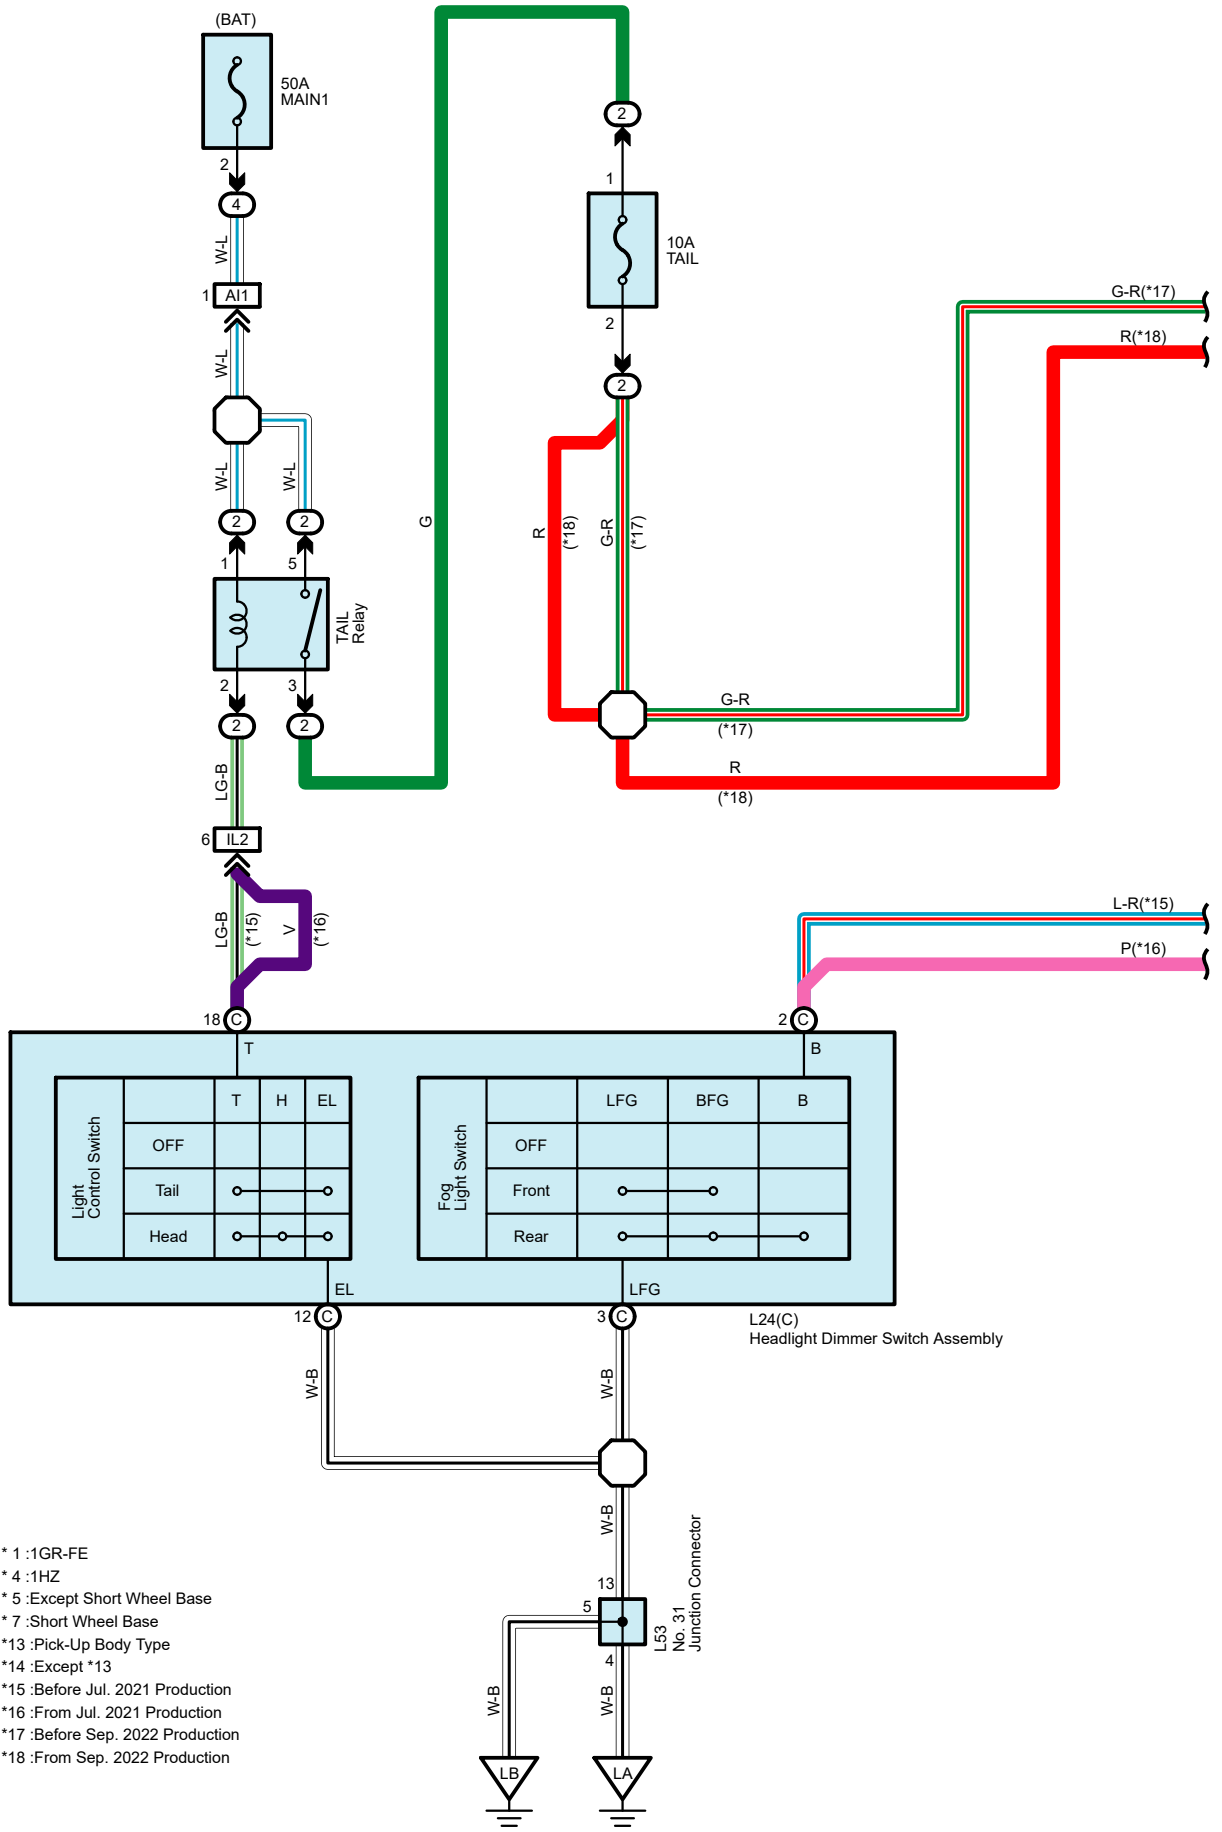 (BAT)
50A
MAIN1
2
4
W-L
1
AI1
W-L
W-L
W-L
2
2
1
5
TAIL
Relay
2
3
2
2
LG-B
6
IL2
LG-B
(*15)
V
(*16)
G
2
1
10A
TAIL
2
2
R
(*18)
G-R
(*17)
G-R
(*17)
R
(*18)
G-R(*17)
R(*18)
L-R(*15)
P(*16)
18
C
T
2
C
B
Light
Control Switch
T
H
EL
OFF
Tail
Head
EL
Fog
Light Switch
LFG
BFG
B
OFF
Front
Rear
LFG
12
C
3
C
L24(C)
Headlight Dimmer Switch Assembly
W-B
W-B
W-B
13
5
4
L53
No. 31
Junction Connector
W-B
W-B
LB
LA
* 1 :1GR-FE
* 4 :1HZ
* 5 :Except Short Wheel Base
* 7 :Short Wheel Base
*13 :Pick-Up Body Type
*14 :Except *13
*15 :Before Jul. 2021 Production
*16 :From Jul. 2021 Production
*17 :Before Sep. 2022 Production
*18 :From Sep. 2022 Production